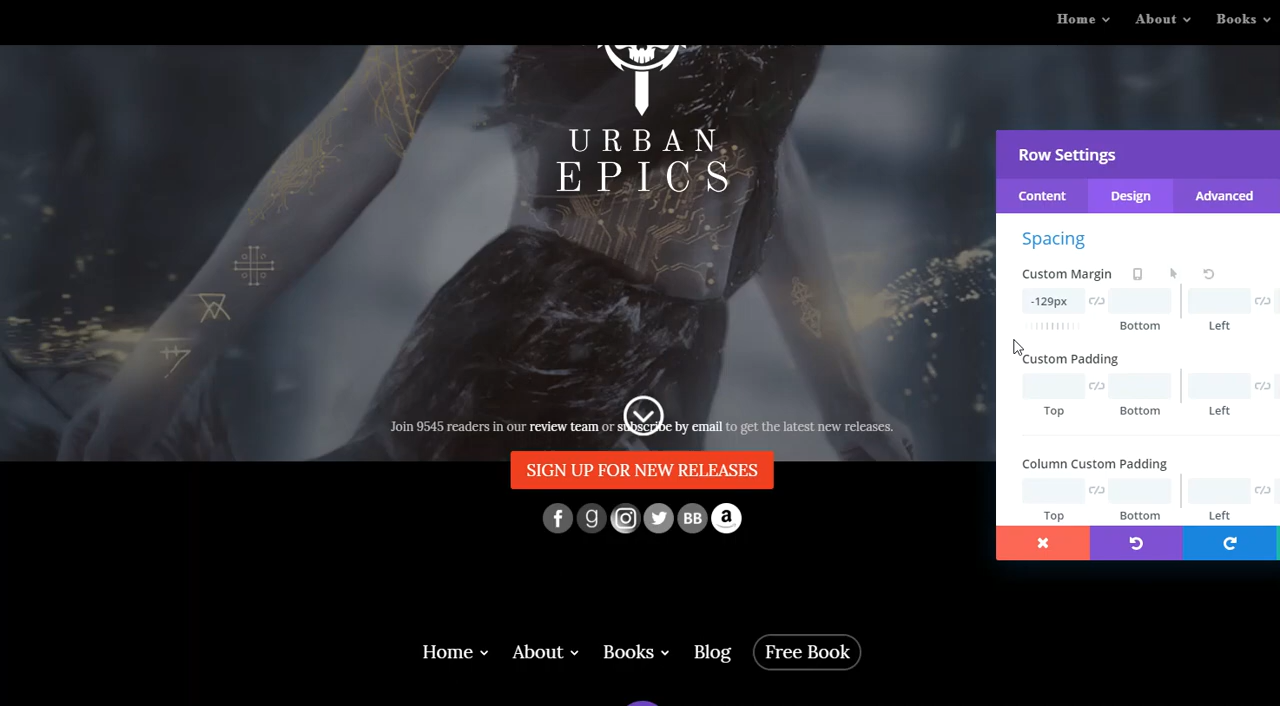 Home About Books
URBAN
EPICS
Row Settings
Content Design Advanced
Spacing
Custom Margin
-129px
Bottom Left
Custom Padding
Top Bottom Left
Join 9545 readers in our review team or subscribe by email to get the latest new releases.
Column Custom Padding
SIGN UP FOR NEW RELEASES
Top Bottom Left
f g BB a
Home About Books Blog Free Book